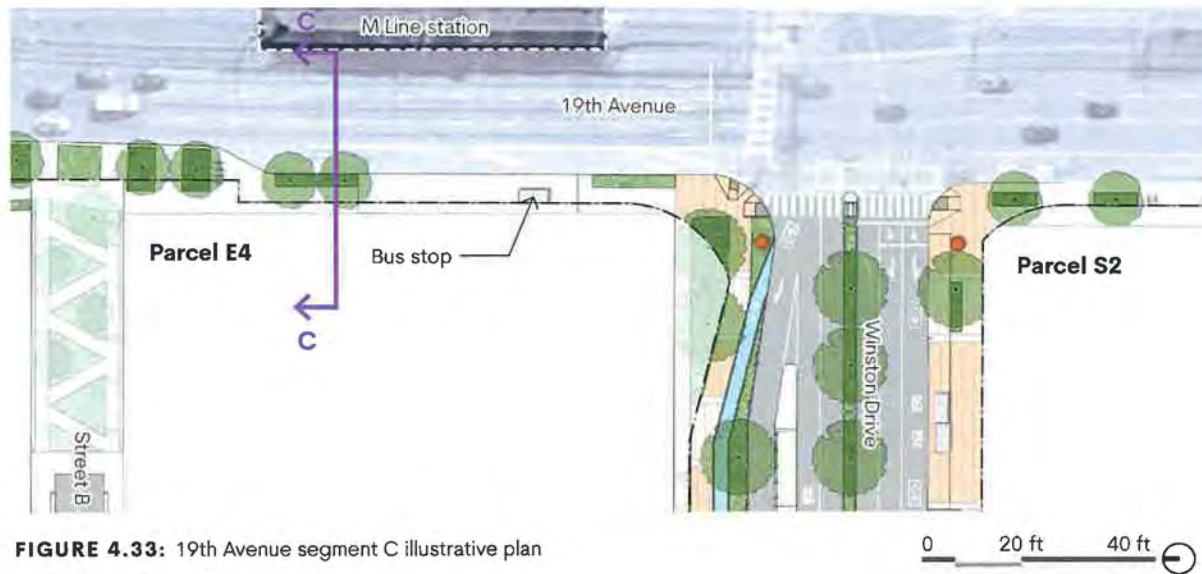 C
M Line station
19th Avenue
Parcel E4
Bus stop
Parcel S2
C
Winston Drive
Street B
FIGURE 4.33: 19th Avenue segment C illustrative plan
0 20 ft 40 ft